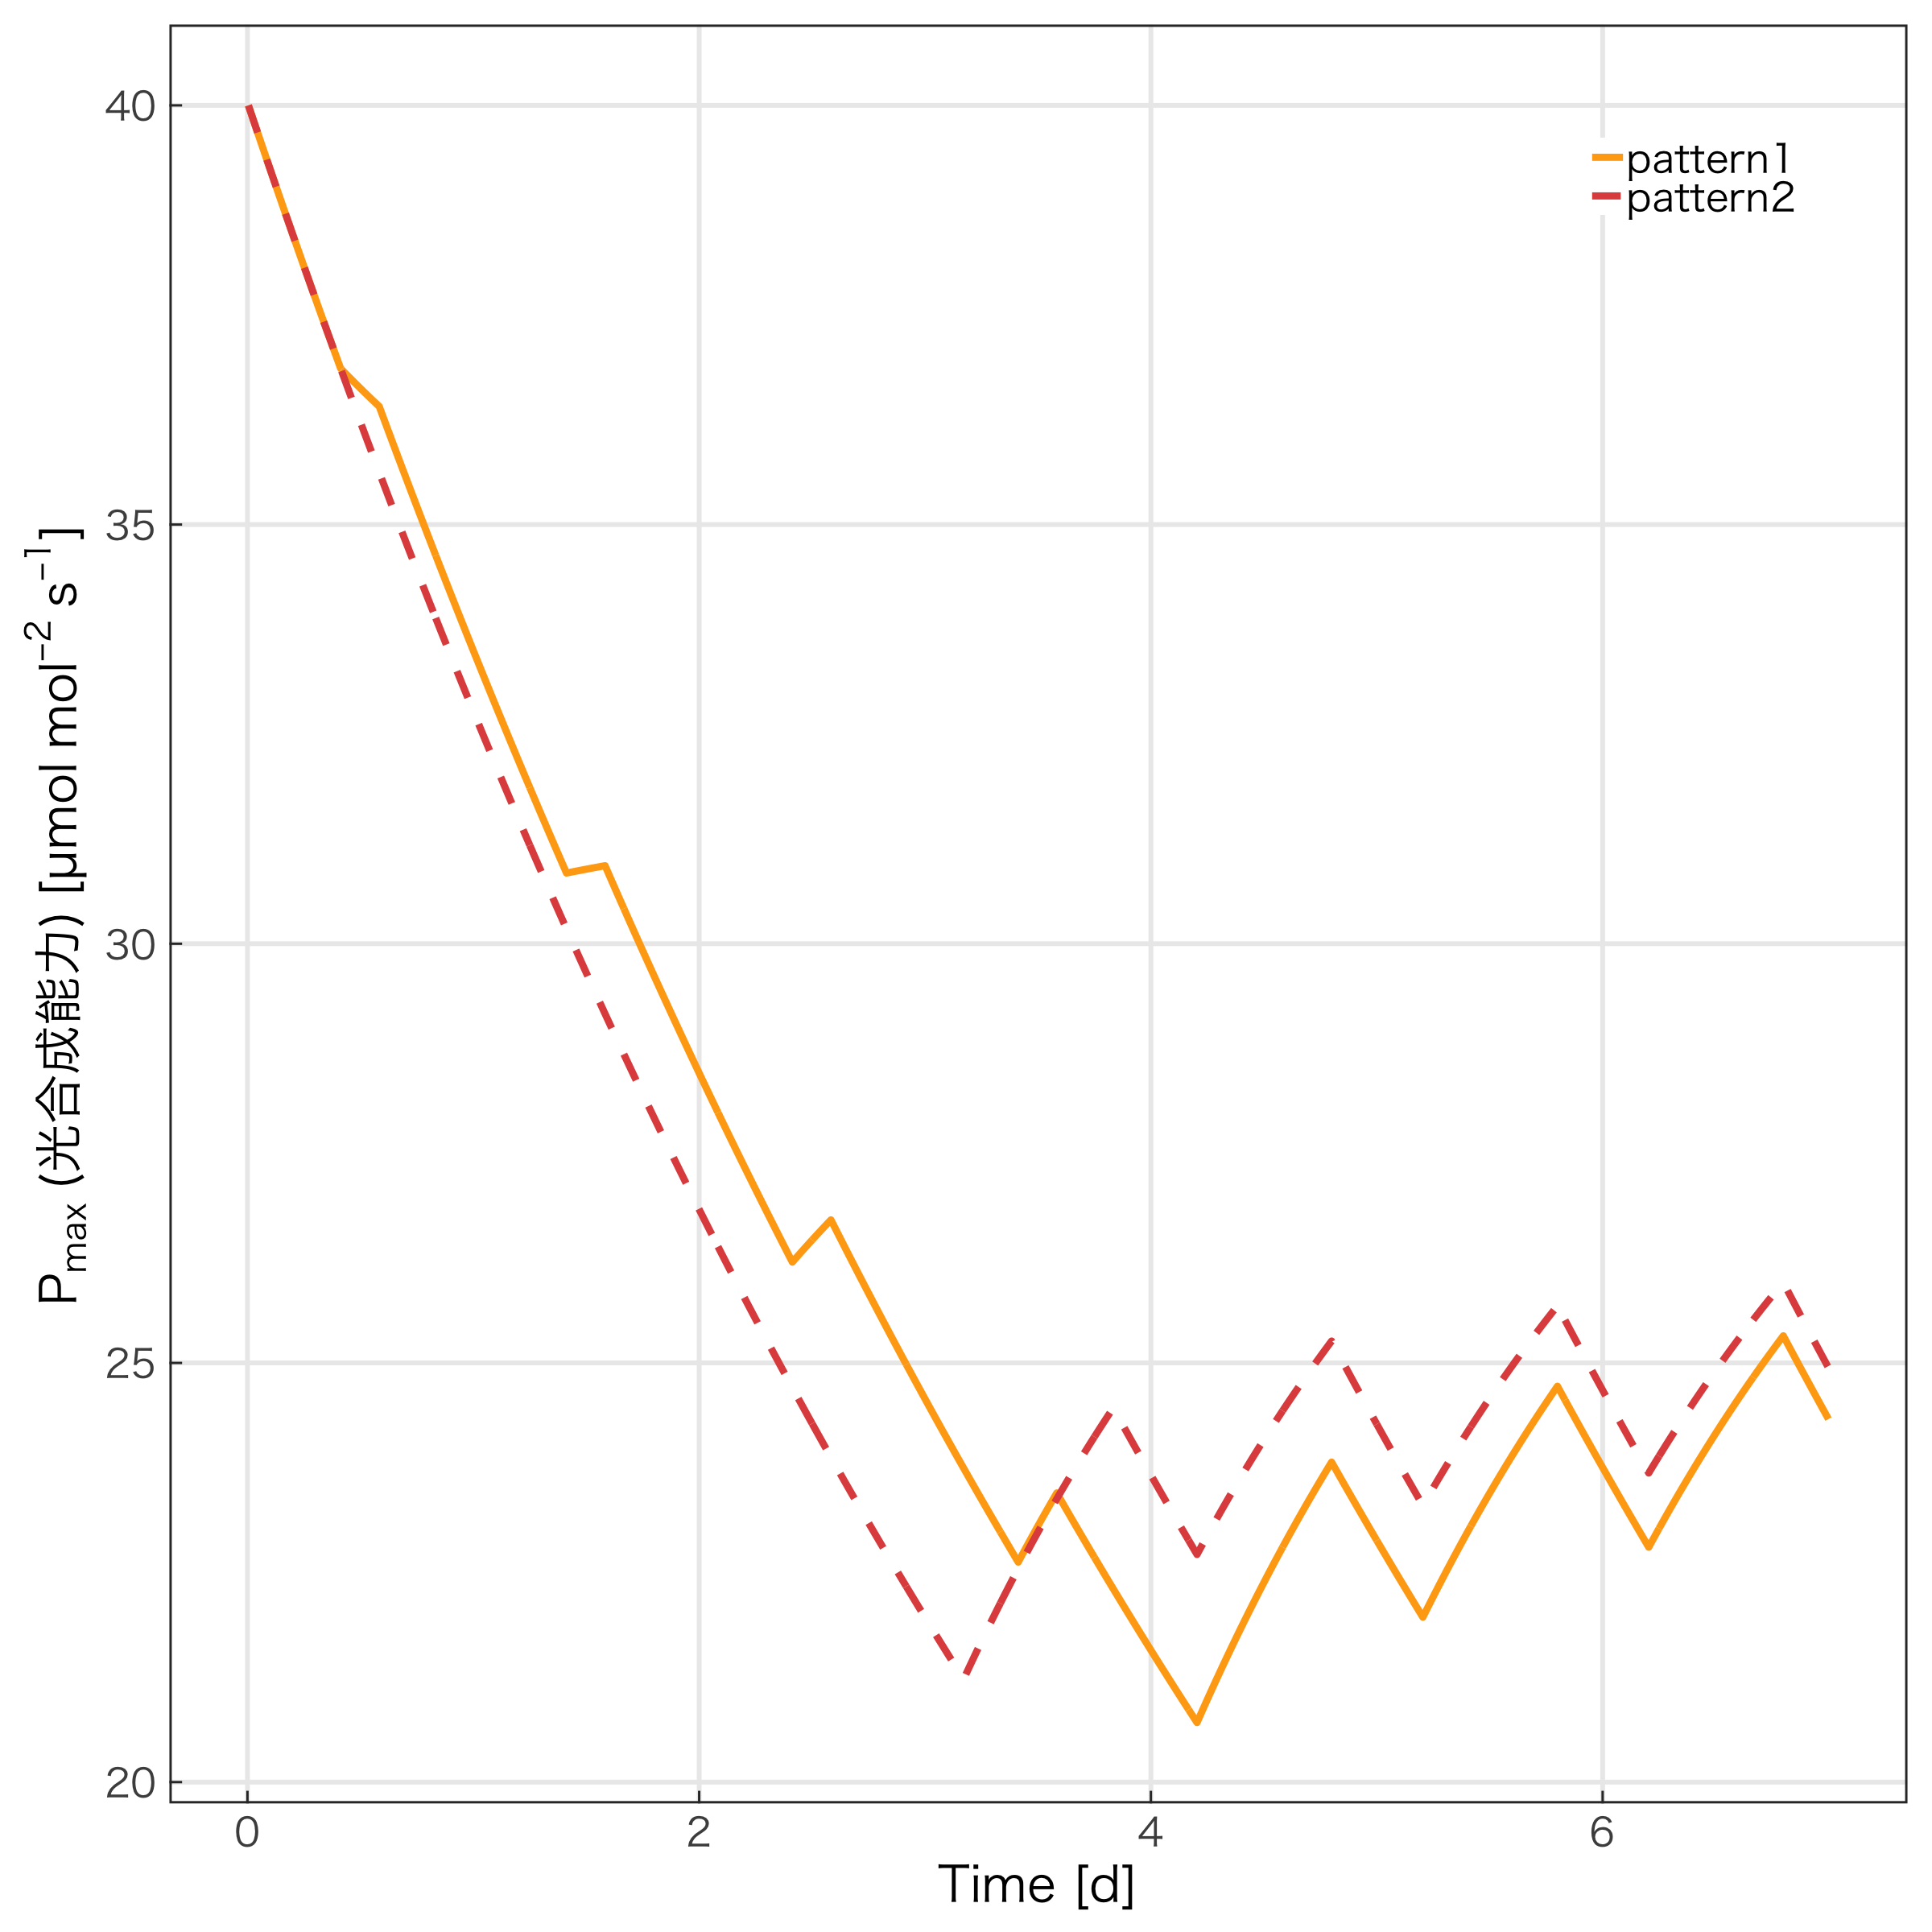 P_max (光合成能力) [μmol mol⁻² s⁻¹]
40
35
30
25
20
pattern1
pattern2
0 2 4 6
Time [d]